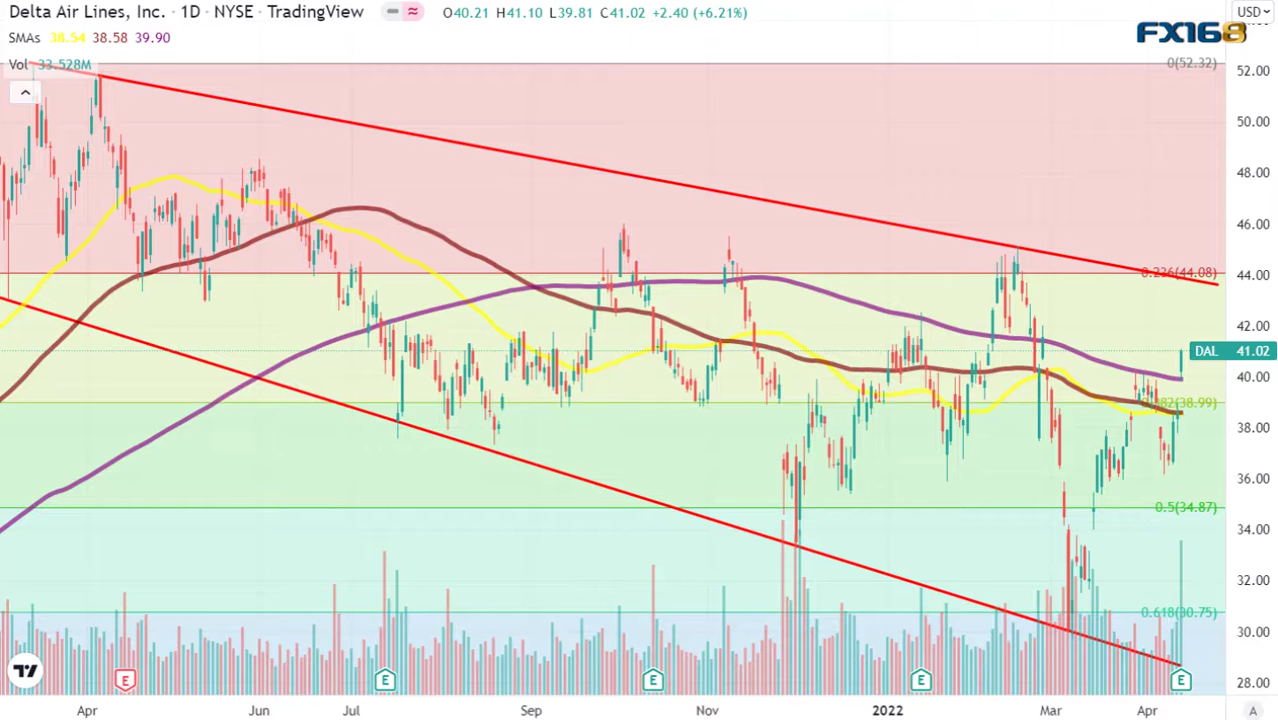 Delta Air Lines, Inc. · 1D · NYSE · TradingView O40.21 H41.10 L39.81 C41.02 +2.40 (+6.21%) USD
SMAs 38.54 38.58 39.90
FX168
Vol 33.528M
0(52.32)
52.00
50.00
48.00
46.00
0.236(44.08)
44.00
42.00
DAL 41.02
40.00
0.382(38.99)
38.00
36.00
0.5(34.87)
34.00
32.00
0.618(30.75)
30.00
E E E E E
28.00
Apr Jun Jul Sep Nov 2022 Mar Apr A